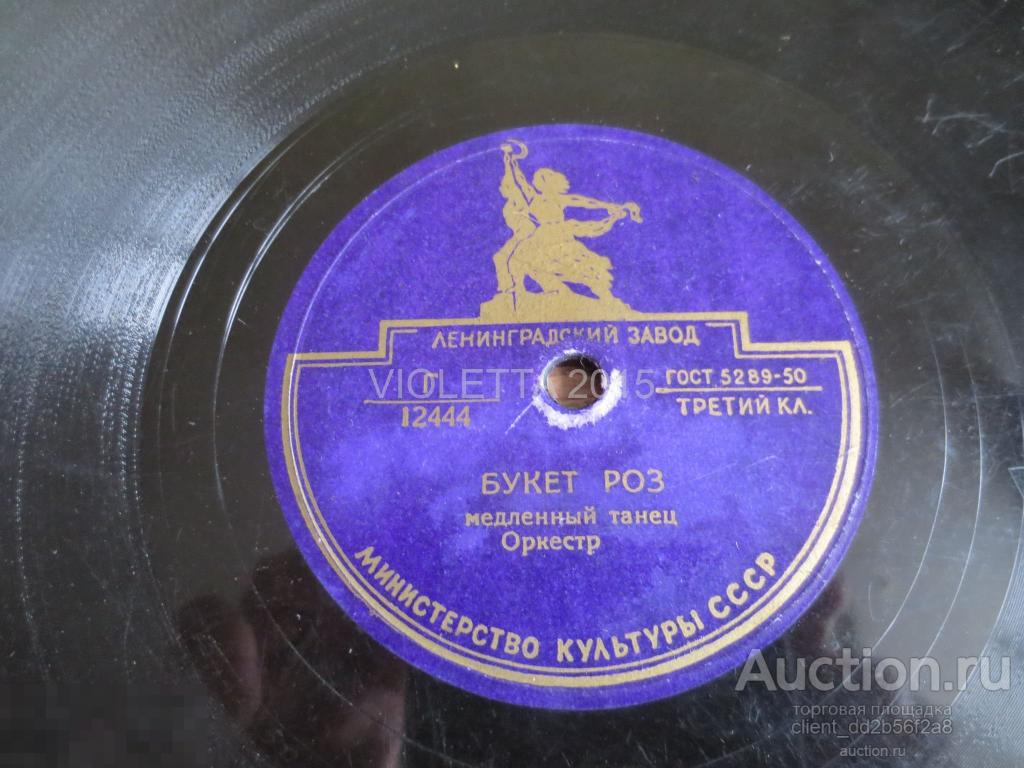 ЛЕНИНГРАДСКИЙ ЗАВОД
VIOLETT 2015
12444
ГОСТ 5289-50
ТРЕТИЙ КЛ.
БУКЕТ РОЗ
медленный танец
Оркестр
МИНИСТЕРСТВО КУЛЬТУРЫ СССР
Auction.ru
торговая площадка
client_dd2b56f2a8
auction.ru